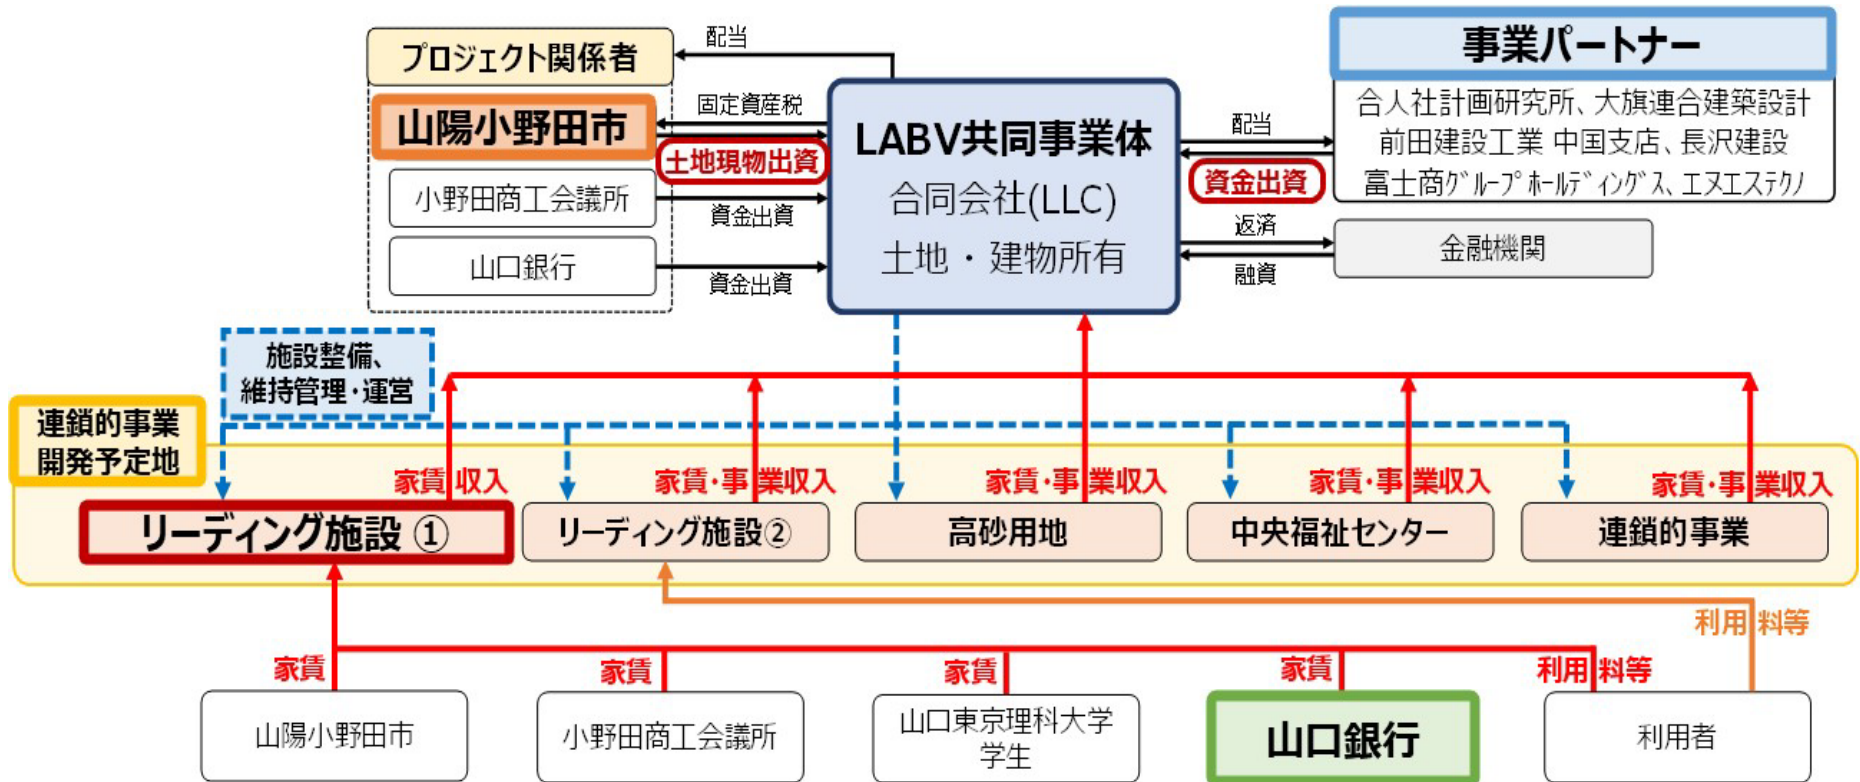 プロジェクト関係者
配当
事業パートナー
山陽小野田市
固定資産税
土地現物出資
LABV共同事業体
合同会社(LLC)
土地・建物所有
配当
資金出資
合人社計画研究所、大旗連合建築設計
前田建設工業 中国支店、長沢建設
富士商グループホールディングス、エヌエステクノ
小野田商工会議所
資金出資
山口銀行
資金出資
返済
融資
金融機関
施設整備、
維持管理・運営
連鎖的事業
開発予定地
家賃収入
家賃・事業収入
家賃・事業収入
家賃・事業収入
家賃・事業収入
リーディング施設 ①
リーディング施設②
高砂用地
中央福祉センター
連鎖的事業
利用料等
家賃
家賃
家賃
家賃
利用料等
山陽小野田市
小野田商工会議所
山口東京理科大学
学生
山口銀行
利用者